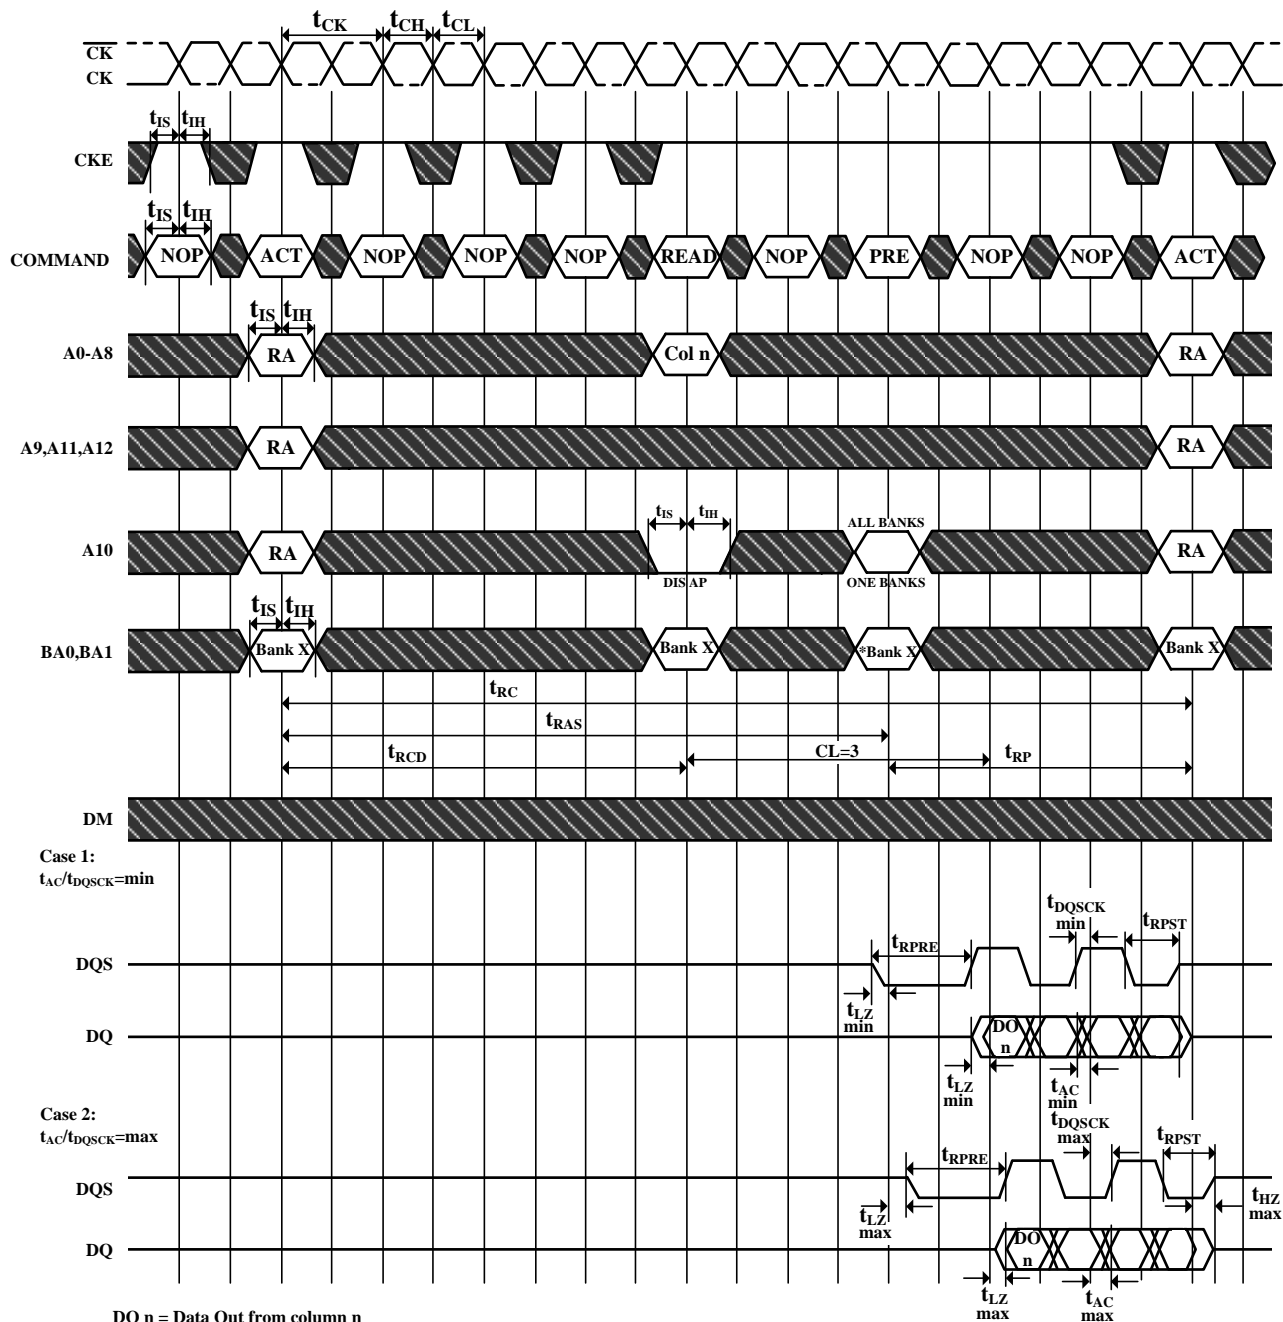 tCK tCH tCL
CK
CK
tIS tIH
CKE
tIS tIH
COMMAND NOP ACT NOP NOP NOP READ NOP PRE NOP NOP ACT
tIS tIH
A0-A8 RA Col n RA
A9,A11,A12 RA RA
tIS tIH ALL BANKS
A10 RA RA
DIS AP ONE BANKS
tIS tIH
BA0,BA1 Bank X Bank X *Bank X Bank X
tRC
tRAS
tRCD CL=3 tRP
DM
Case 1:
tAC/tDQSCK=min
tDQSCK
min
tRPRE tRPST
DQS
tLZ
min
DQ DO
n
tLZ
min
tAC
min
Case 2:
tAC/tDQSCK=max
tDQSCK
max
tRPRE tRPST
DQS
tLZ
max
tHZ
max
DQ DO
n
tLZ
max
tAC
max
DO n = Data Out from column n